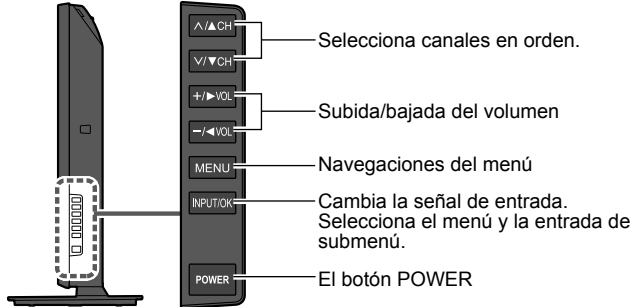 ∧/▲CH
Selecciona canales en orden.
∨/▼CH
+/►VOL
Subida/bajada del volumen
−/◄VOL
MENU
Navegaciones del menú
INPUT/OK
Cambia la señal de entrada.
Selecciona el menú y la entrada de
submenú.
POWER
El botón POWER